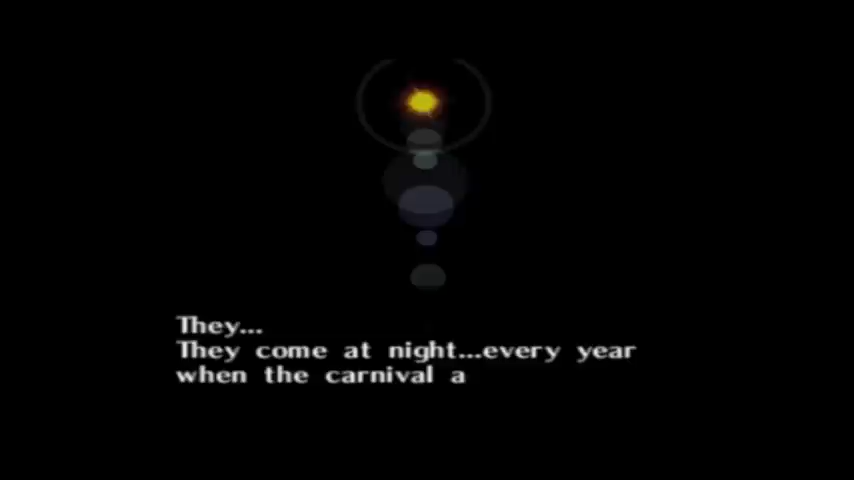 They...
They come at night...every year
when the carnival a